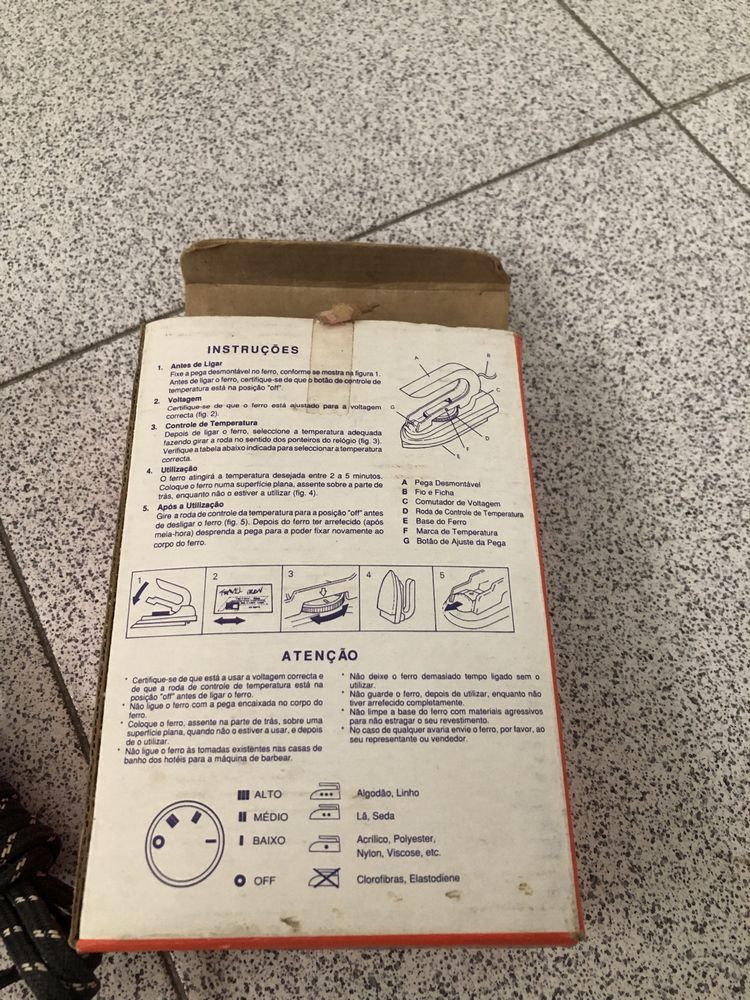 INSTRUÇÕES
1. Antes de Ligar
Fixe a pega desmontável no ferro, conforme se mostra na figura 1.
Antes de ligar o ferro, certifique-se de que o botão de controle de
temperatura está na posição "off".
2. Voltagem
Certifique-se de que o ferro está ajustado para a voltagem
correcta (fig. 2).
3. Controle de Temperatura
Depois de ligar o ferro, seleccione a temperatura adequada
fazendo girar a roda no sentido dos ponteiros do relógio (fig. 3).
Verifique a tabela abaixo indicada para seleccionar a temperatura
correcta.
4. Utilização
O ferro atingirá a temperatura desejada entre 2 a 5 minutos.
Coloque o ferro numa superfície plana, assente sobre a parte de
trás, enquanto não o estiver a utilizar (fig. 4).
5. Após a Utilização
Gire a roda de control da temperatura para a posição "off" antes
de desligar o ferro (fig. 5). Depois do ferro ter arrefecido (após
meia-hora) desprenda a pega para a poder fixar novamente ao
corpo do ferro.
A
B
C
G
D
F
E
A Pega Desmontável
B Fio e Ficha
C Comutador de Voltagem
D Roda de Controle de Temperatura
E Base do Ferro
F Marca de Temperatura
G Botão de Ajuste da Pega
1 2 3 4 5
TRAVEL IRON
ATENÇÃO
* Certifique-se de que está a usar a voltagem correcta e
de que a roda de controle de temperatura está na
posição "off" antes de ligar o ferro.
* Não ligue o ferro com a pega encaixada no corpo do
ferro.
* Coloque o ferro, assente na parte de trás, sobre uma
superfície plana, quando não o estiver a usar, e depois
de o utilizar.
* Não ligue o ferro às tomadas existentes nas casas de
banho dos hotéis para a máquina de barbear.
* Não deixe o ferro demasiado tempo ligado sem o
utilizar.
* Não guarde o ferro, depois de utilizar, enquanto não
tiver arrefecido completamente.
* Não limpe a base do ferro com materiais agressivos
para não estragar o seu revestimento.
* No caso de qualquer avaria envie o ferro, por favor, ao
seu representante ou vendedor.
ALTO Algodão, Linho
MÉDIO Lã, Seda
BAIXO Acrílico, Polyester,
Nylon, Viscose, etc.
OFF Clorofibras, Elastodiene